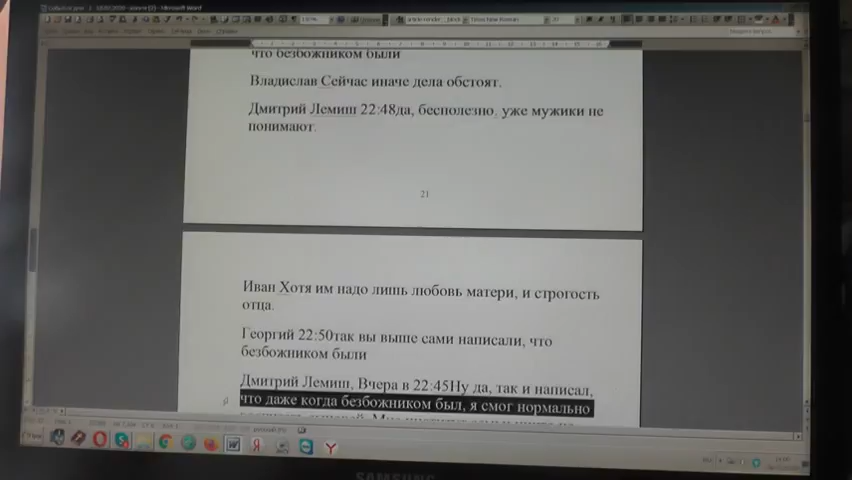 что безбожником были
Владислав Сейчас иначе дела обстоят.
Дмитрий Лемиш 22:48да, бесполезно, уже мужики не
понимают.
21
Иван Хотя им надо лишь любовь матери, и строгость
отца.
Георгий 22:50так вы выше сами написали, что
безбожником были
Дмитрий Лемиш, Вчера в 22:45Ну да, так и написал,
что даже когда безбожником был, я смог нормально
SAMSUNG